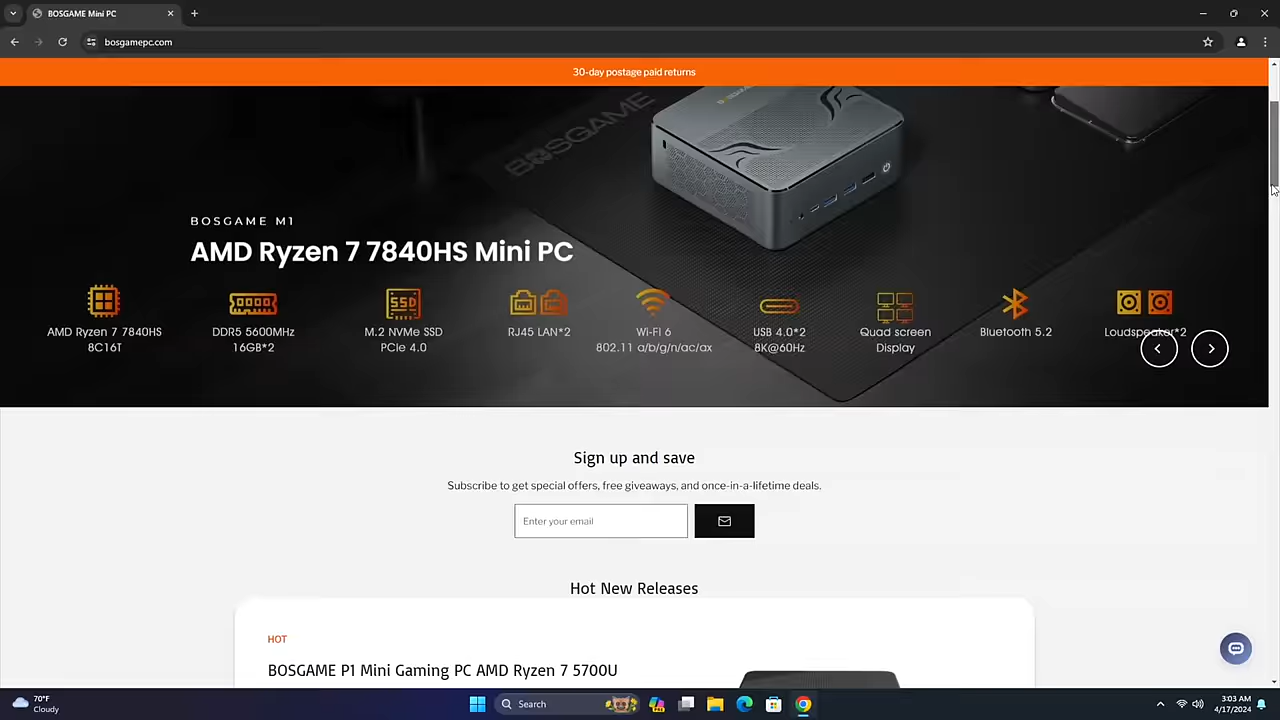 BOSGAME Mini PC
bosgamepc.com
30-day postage paid returns
BOSGAME
BOSGAME M1
AMD Ryzen 7 7840HS Mini PC
SSD
AMD Ryzen 7 7840HS
8C16T
DDR5 5600MHz
16GB*2
M.2 NVMe SSD
PCIe 4.0
RJ45 LAN*2
Wi-Fi 6
802.11 a/b/g/n/ac/ax
USB 4.0*2
8K@60Hz
Quad screen
Display
Bluetooth 5.2
Loudspeaker*2
Sign up and save
Subscribe to get special offers, free giveaways, and once-in-a-lifetime deals.
Enter your email
Hot New Releases
HOT
BOSGAME P1 Mini Gaming PC AMD Ryzen 7 5700U
70°F
Cloudy
Search
3:03 AM
4/17/2024